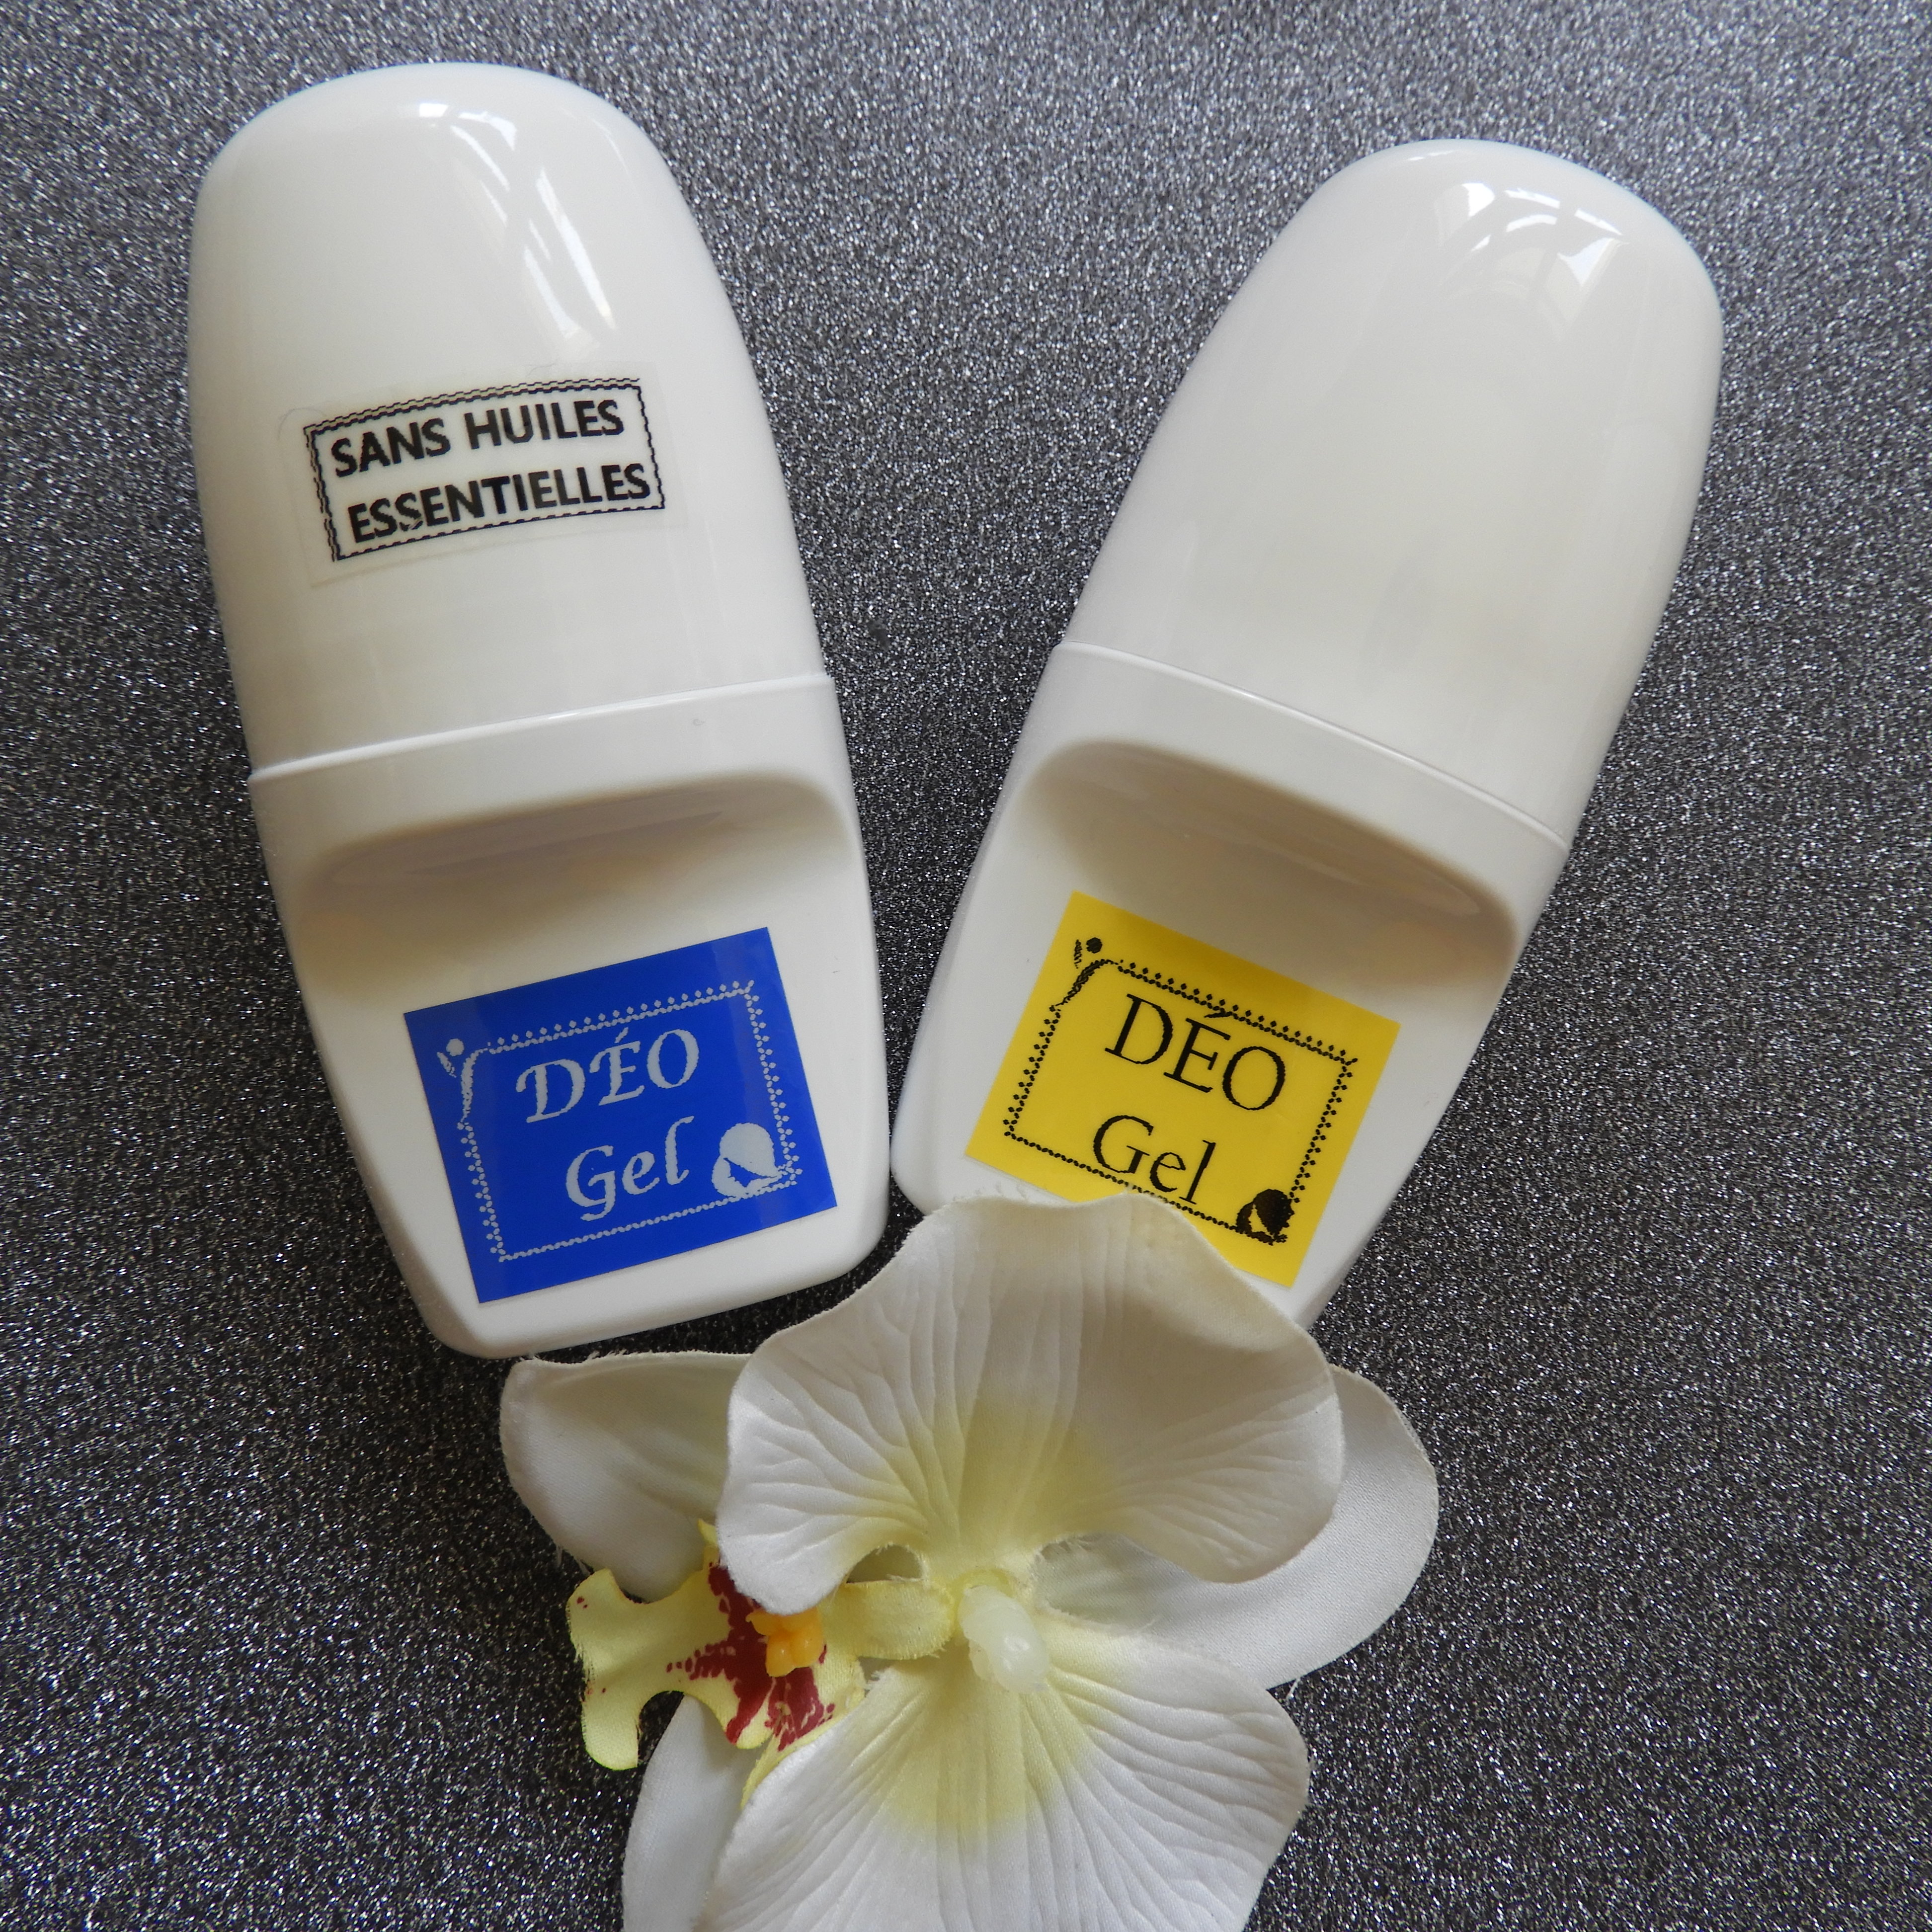 SANS HUILES
ESSENTIELLES
DÉO
Gel
DÉO
Gel